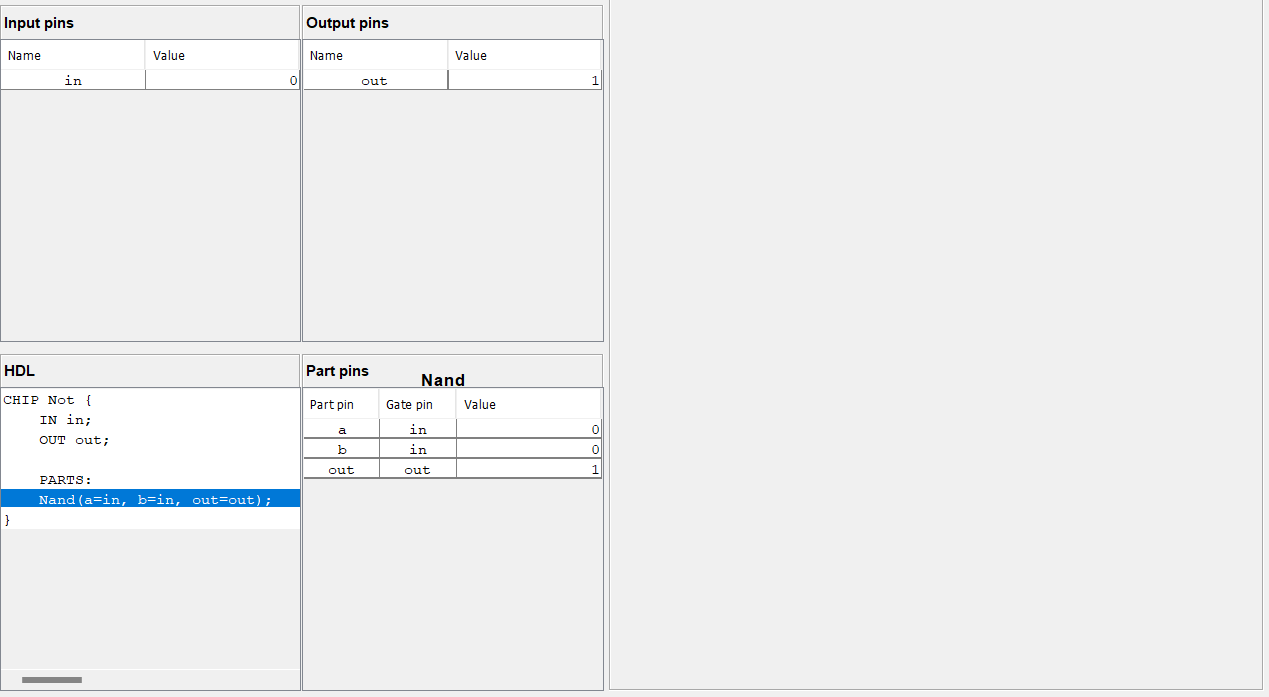 Input pins
Name Value
in 0
Output pins
Name Value
out 1
HDL
CHIP Not {
    IN in;
    OUT out;

    PARTS:
    Nand(a=in, b=in, out=out);
}
Part pins Nand
Part pin Gate pin Value
a in 0
b in 0
out out 1